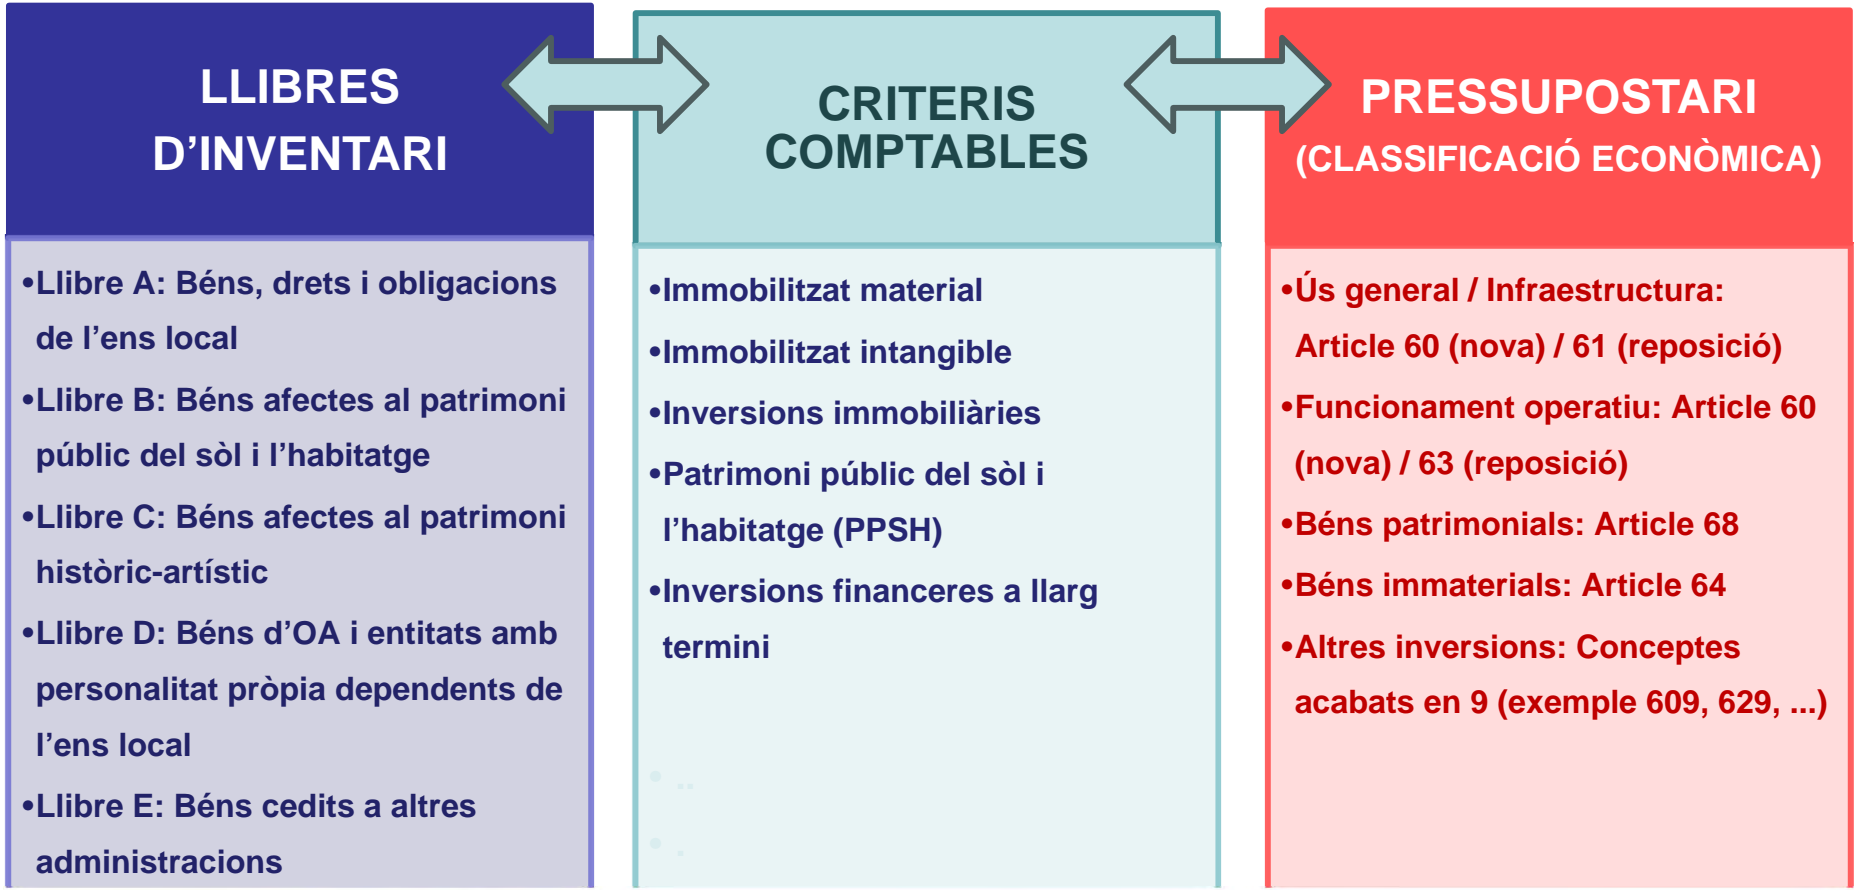 LLIBRES
D’INVENTARI
•Llibre A: Béns, drets i obligacions
de l’ens local
•Llibre B: Béns afectes al patrimoni
públic del sòl i l’habitatge
•Llibre C: Béns afectes al patrimoni
històric-artístic
•Llibre D: Béns d’OA i entitats amb
personalitat pròpia dependents de
l’ens local
•Llibre E: Béns cedits a altres
administracions
CRITERIS
COMPTABLES
•Immobilitzat material
•Immobilitzat intangible
•Inversions immobiliàries
•Patrimoni públic del sòl i
l’habitatge (PPSH)
•Inversions financeres a llarg
termini
• ..
• .
PRESSUPOSTARI
(CLASSIFICACIÓ ECONÒMICA)
•Ús general / Infraestructura:
Article 60 (nova) / 61 (reposició)
•Funcionament operatiu: Article 60
(nova) / 63 (reposició)
•Béns patrimonials: Article 68
•Béns immaterials: Article 64
•Altres inversions: Conceptes
acabats en 9 (exemple 609, 629, ...)